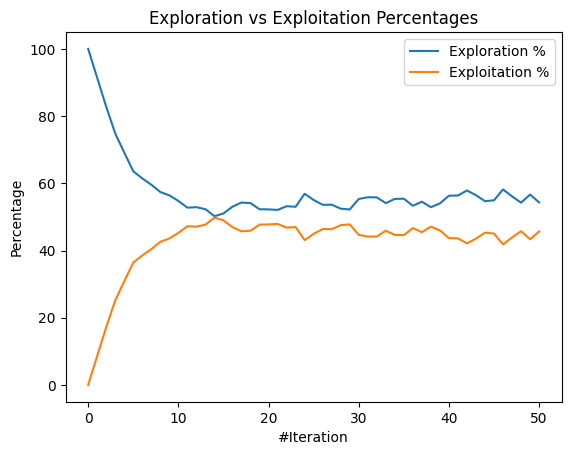 Exploration vs Exploitation Percentages
Exploration %
Exploitation %
100
80
60
40
20
0
Percentage
0 10 20 30 40 50
#Iteration